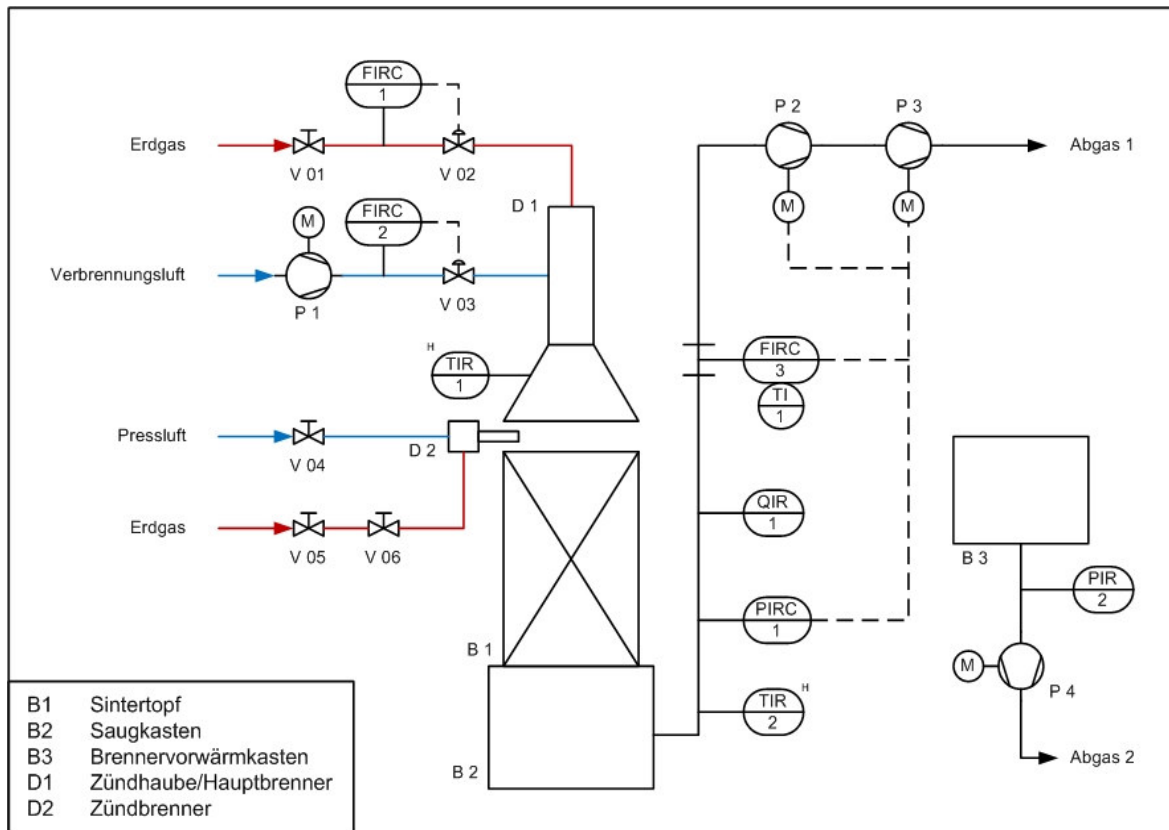 FIRC
1
P 2
P 3
Erdgas
V 01
V 02
Abgas 1
M
M
D 1
M
FIRC
2
Verbrennungsluft
P 1
V 03
H
TIR
1
FIRC
3
TI
1
Pressluft
V 04
D 2
Erdgas
V 05
V 06
QIR
1
B 3
PIR
2
PIRC
1
B 1
M
P 4
TIR
2
H
B 2
Abgas 2
B1 Sintertopf
B2 Saugkasten
B3 Brennervorwärmkasten
D1 Zündhaube/Hauptbrenner
D2 Zündbrenner